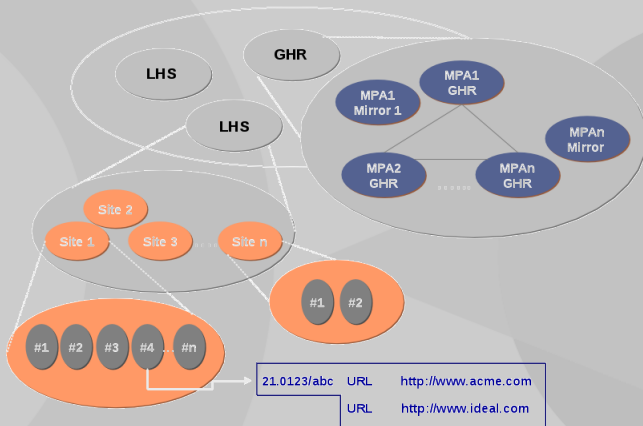 GHR
LHS
LHS
MPA1
GHR
MPA1
Mirror 1
MPAn
Mirror
MPA2
GHR
......
MPAn
GHR
Site 2
Site 1
Site 3
....
Site n
#1 #2
#1 #2 #3 #4 ... #n
21.0123/abc URL http://www.acme.com
URL http://www.ideal.com